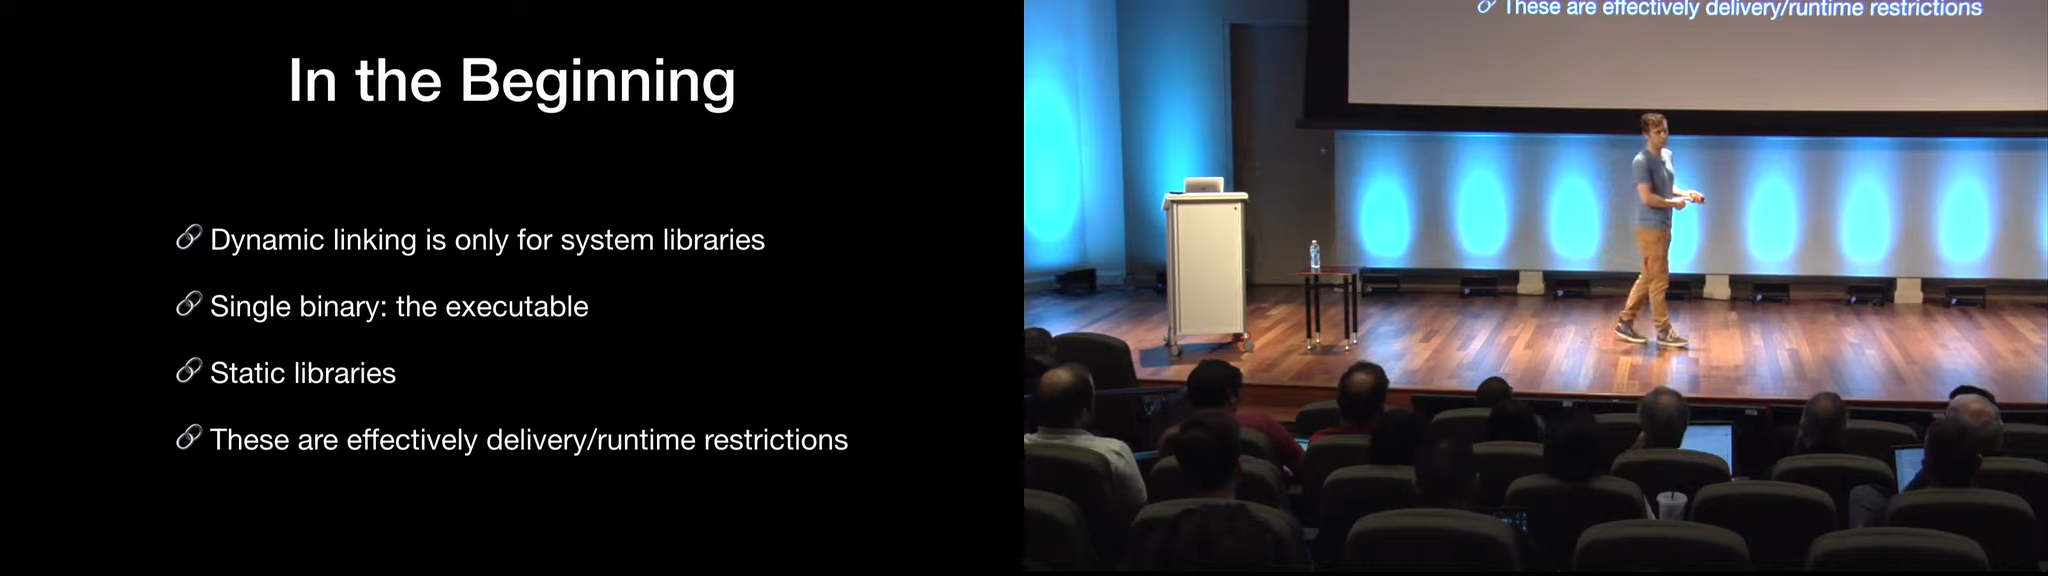 In the Beginning
🔗 Dynamic linking is only for system libraries
🔗 Single binary: the executable
🔗 Static libraries
🔗 These are effectively delivery/runtime restrictions
🔗 These are effectively delivery/runtime restrictions